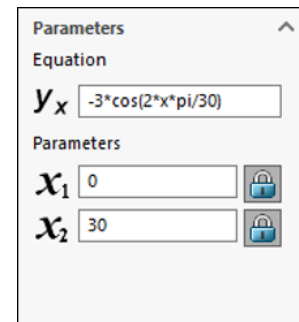 Parameters
Equation
yx -3*cos(2*x*pi/30)
Parameters
x1 0
x2 30